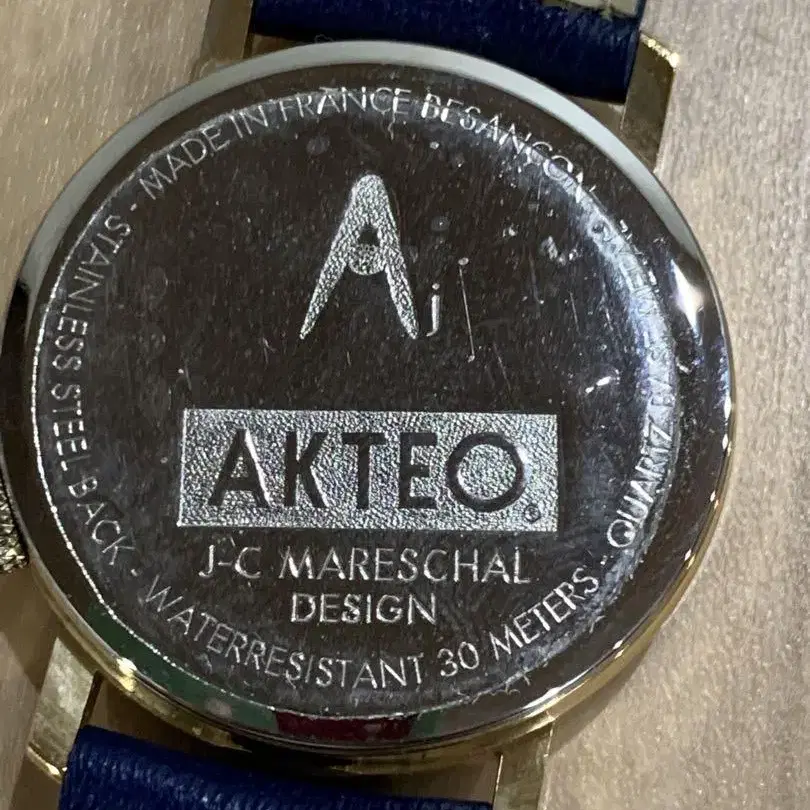 MADE IN FRANCE BESANÇON
Aj
AKTEO®
J-C MARESCHAL
DESIGN
STAINLESS STEEL BACK - WATERRESISTANT 30 METERS - QUARTZ